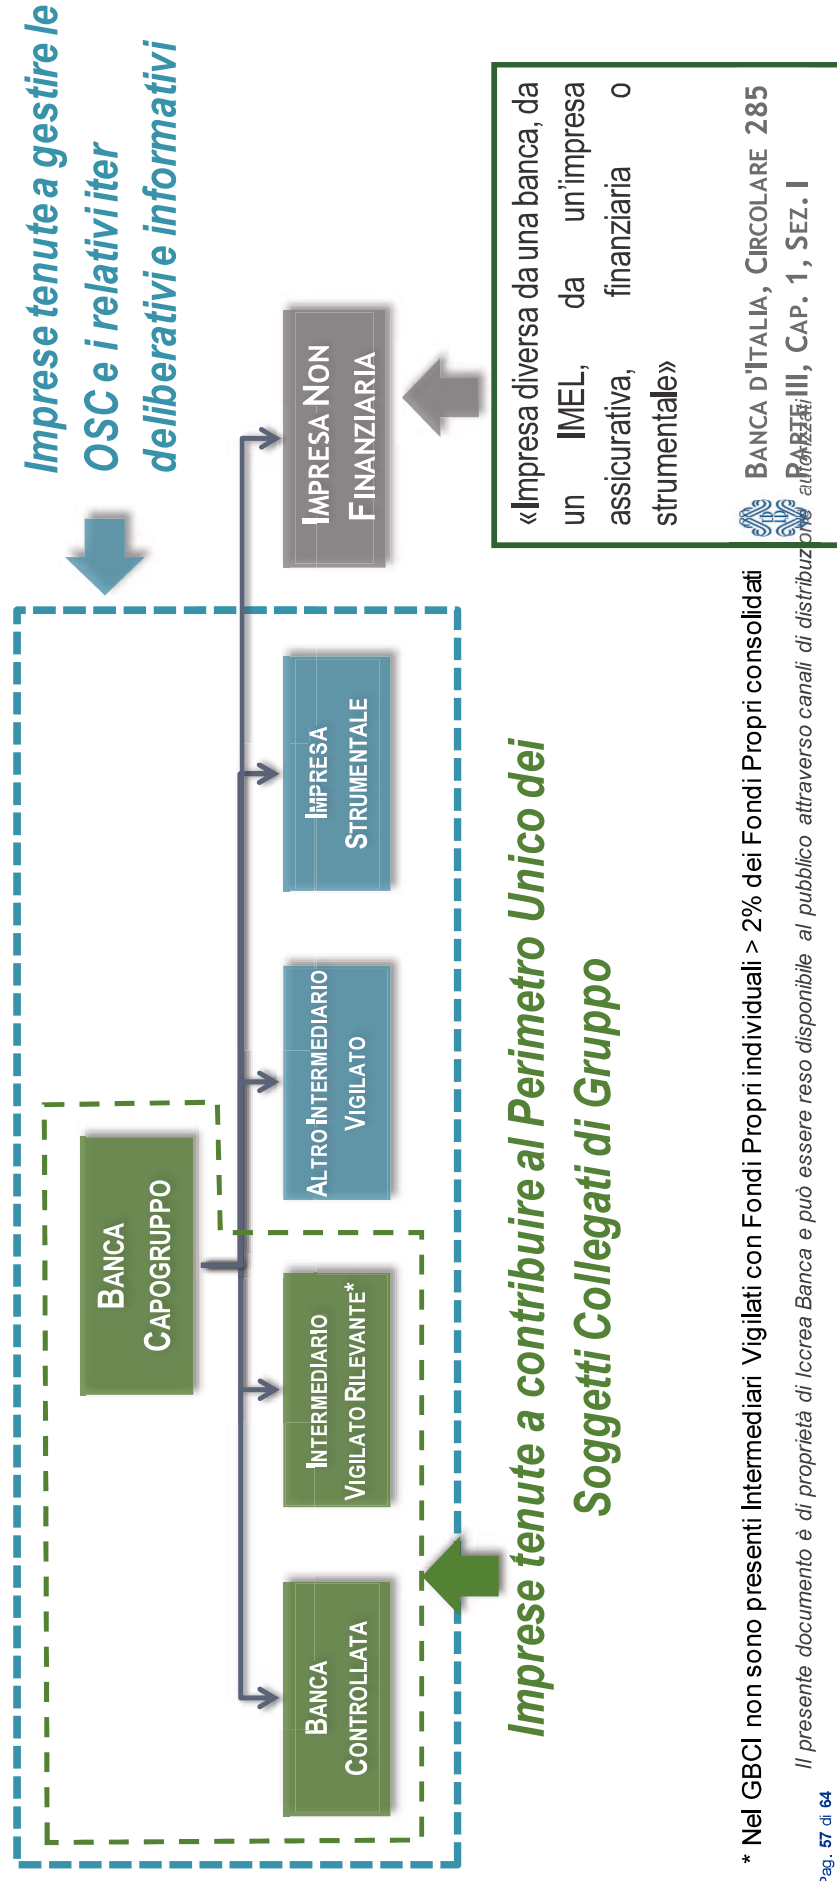 Imprese tenute a gestire le
OSC e i relativi iter
deliberativi e informativi
BANCA
CAPOGRUPPO
BANCA
CONTROLLATA
INTERMEDIARIO
VIGILATO RILEVANTE*
ALTRO INTERMEDIARIO
VIGILATO
IMPRESA
STRUMENTALE
IMPRESA NON
FINANZIARIA
Imprese tenute a contribuire al Perimetro Unico dei
Soggetti Collegati di Gruppo
«Impresa diversa da una banca, da
un IMEL, da un'impresa
assicurativa, finanziaria o
strumentale»
BANCA D'ITALIA, CIRCOLARE 285
PARTE III, CAP. 1, SEZ. I
* Nel GBCI non sono presenti Intermediari Vigilati con Fondi Propri individuali > 2% dei Fondi Propri consolidati
Il presente documento è di proprietà di Iccrea Banca e può essere reso disponibile al pubblico attraverso canali di distribuzione autorizzati
Pag. 57 di 64